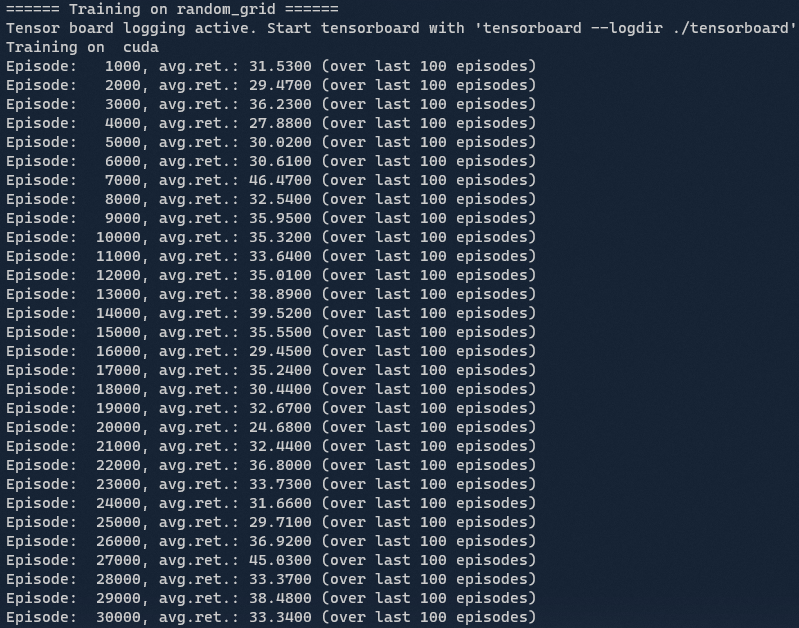 ====== Training on random_grid ======
Tensor board logging active. Start tensorboard with 'tensorboard --logdir ./tensorboard'
Training on  cuda
Episode:   1000, avg.ret.: 31.5300 (over last 100 episodes)
Episode:   2000, avg.ret.: 29.4700 (over last 100 episodes)
Episode:   3000, avg.ret.: 36.2300 (over last 100 episodes)
Episode:   4000, avg.ret.: 27.8800 (over last 100 episodes)
Episode:   5000, avg.ret.: 30.0200 (over last 100 episodes)
Episode:   6000, avg.ret.: 30.6100 (over last 100 episodes)
Episode:   7000, avg.ret.: 46.4700 (over last 100 episodes)
Episode:   8000, avg.ret.: 32.5400 (over last 100 episodes)
Episode:   9000, avg.ret.: 35.9500 (over last 100 episodes)
Episode:  10000, avg.ret.: 35.3200 (over last 100 episodes)
Episode:  11000, avg.ret.: 33.6400 (over last 100 episodes)
Episode:  12000, avg.ret.: 35.0100 (over last 100 episodes)
Episode:  13000, avg.ret.: 38.8900 (over last 100 episodes)
Episode:  14000, avg.ret.: 39.5200 (over last 100 episodes)
Episode:  15000, avg.ret.: 35.5500 (over last 100 episodes)
Episode:  16000, avg.ret.: 29.4500 (over last 100 episodes)
Episode:  17000, avg.ret.: 35.2400 (over last 100 episodes)
Episode:  18000, avg.ret.: 30.4400 (over last 100 episodes)
Episode:  19000, avg.ret.: 32.6700 (over last 100 episodes)
Episode:  20000, avg.ret.: 24.6800 (over last 100 episodes)
Episode:  21000, avg.ret.: 32.4400 (over last 100 episodes)
Episode:  22000, avg.ret.: 36.8000 (over last 100 episodes)
Episode:  23000, avg.ret.: 33.7300 (over last 100 episodes)
Episode:  24000, avg.ret.: 31.6600 (over last 100 episodes)
Episode:  25000, avg.ret.: 29.7100 (over last 100 episodes)
Episode:  26000, avg.ret.: 36.9200 (over last 100 episodes)
Episode:  27000, avg.ret.: 45.0300 (over last 100 episodes)
Episode:  28000, avg.ret.: 33.3700 (over last 100 episodes)
Episode:  29000, avg.ret.: 38.4800 (over last 100 episodes)
Episode:  30000, avg.ret.: 33.3400 (over last 100 episodes)